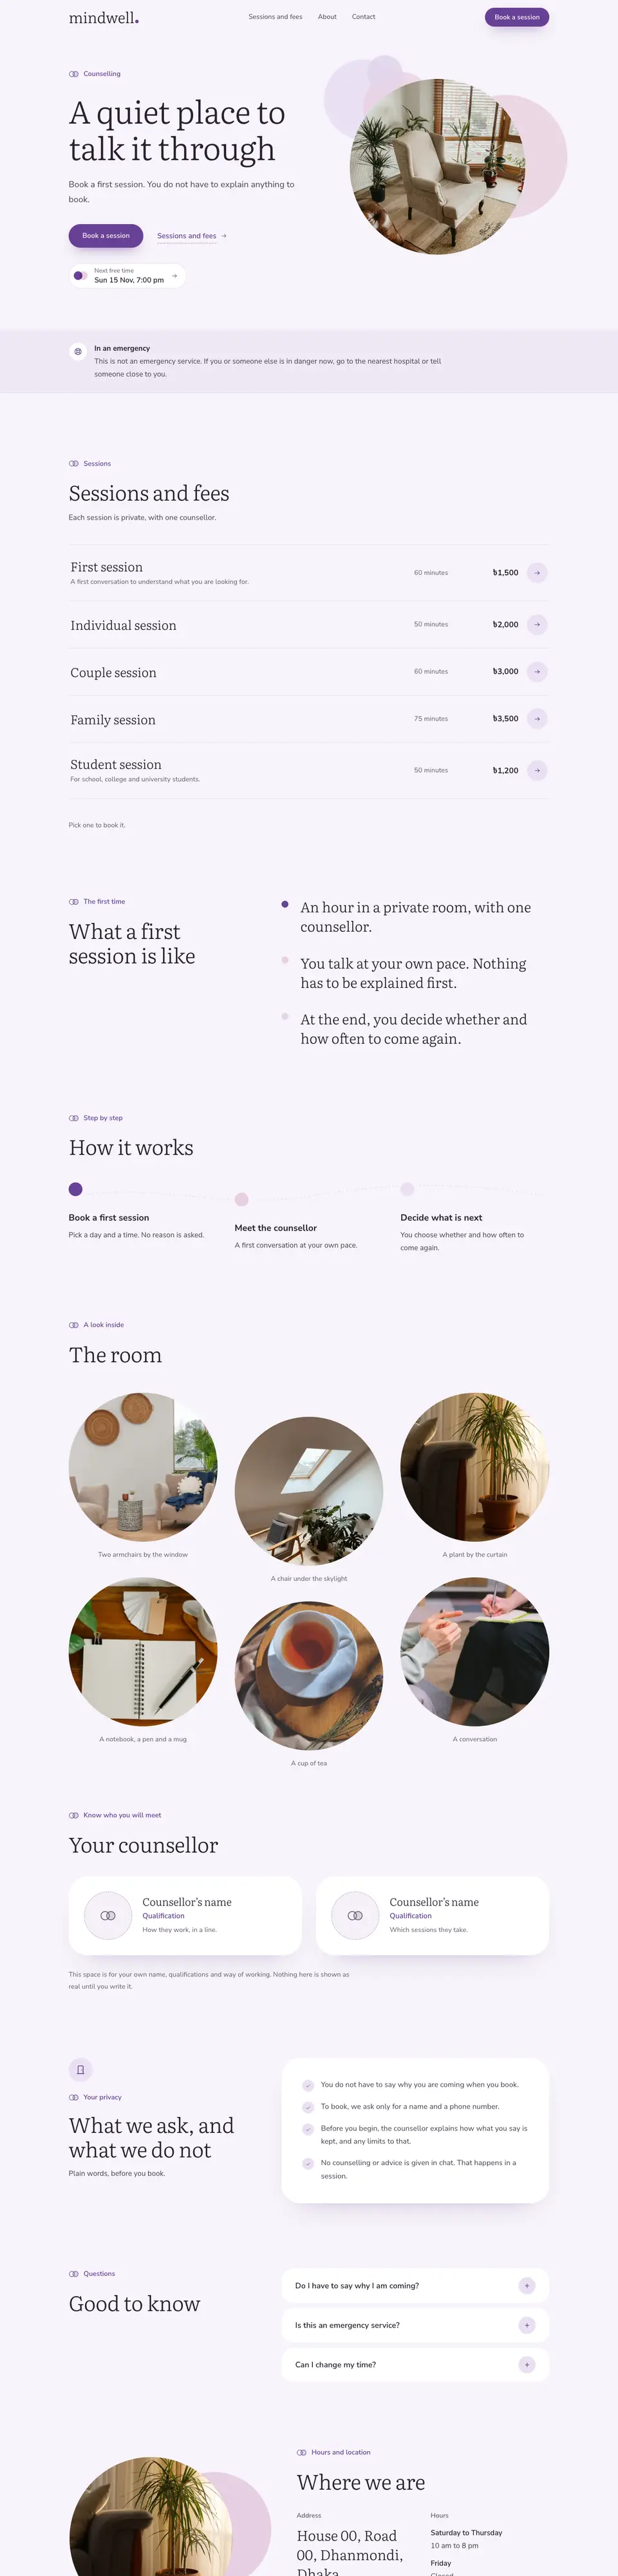 mindwell.
Sessions and fees
About
Contact
Book a session
Counselling
A quiet place to
talk it through
Book a first session. You do not have to explain anything to
book.
Book a session
Sessions and fees →
Next free time
Sun 15 Nov, 7:00 pm →
In an emergency
This is not an emergency service. If you or someone else is in danger now, go to the nearest hospital or tell
someone close to you.
Sessions
Sessions and fees
Each session is private, with one counsellor.
First session
A first conversation to understand what you are looking for.
60 minutes
৳1,500
Individual session
50 minutes
৳2,000
Couple session
60 minutes
৳3,000
Family session
75 minutes
৳3,500
Student session
For school, college and university students.
50 minutes
৳1,200
Pick one to book it.
The first time
What a first
session is like
An hour in a private room, with one
counsellor.
You talk at your own pace. Nothing
has to be explained first.
At the end, you decide whether and
how often to come again.
Step by step
How it works
Book a first session
Pick a day and a time. No reason is asked.
Meet the counsellor
A first conversation at your own pace.
Decide what is next
You choose whether and how often to
come again.
A look inside
The room
Two armchairs by the window
A chair under the skylight
A plant by the curtain
A notebook, a pen and a mug
A cup of tea
A conversation
Know who you will meet
Your counsellor
Counsellor's name
Qualification
How they work, in a line.
Counsellor's name
Qualification
Which sessions they take.
This space is for your own name, qualifications and way of working. Nothing here is shown as
real until you write it.
Your privacy
What we ask, and
what we do not
Plain words, before you book.
You do not have to say why you are coming when you book.
To book, we ask only for a name and a phone number.
Before you begin, the counsellor explains how what you say is
kept, and any limits to that.
No counselling or advice is given in chat. That happens in a
session.
Questions
Good to know
Do I have to say why I am coming?
Is this an emergency service?
Can I change my time?
Hours and location
Where we are
Address
House 00, Road
00, Dhanmondi,
Dhaka
Hours
Saturday to Thursday
10 am to 8 pm
Friday
Closed